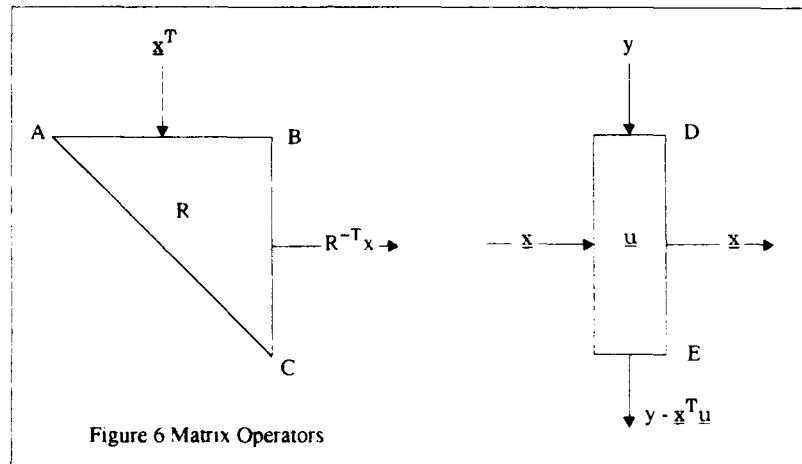 x^T
y
A
B
D
R
R^-T x
x
u
x
C
E
y - x^T u
Figure 6 Matrix Operators